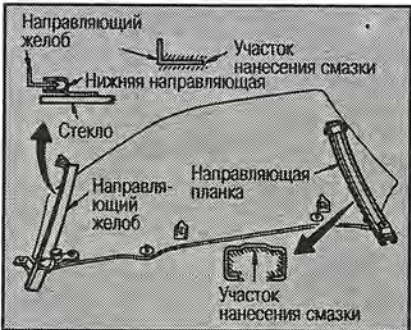 Направляющий
желоб
Участок
нанесения смазки
Нижняя направляющая
Стекло
Направля-
ющий
желоб
Направляющая
планка
Участок
нанесения смазки